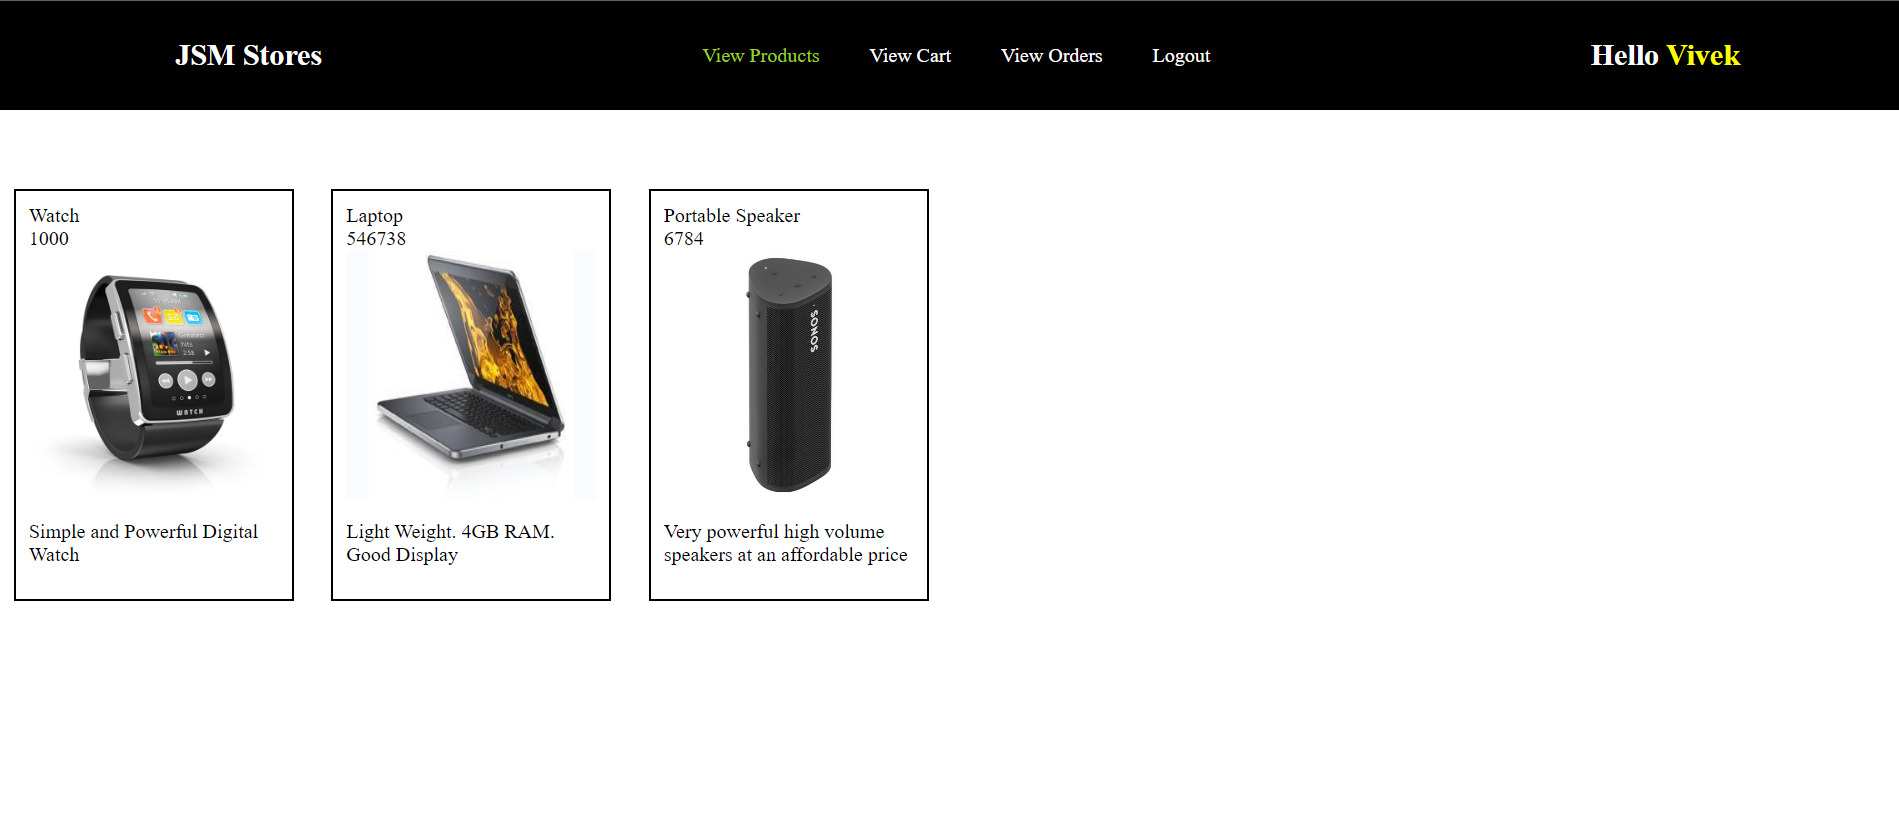 JSM Stores
View Products View Cart View Orders Logout
Hello Vivek
Watch
1000
WATCH
Simple and Powerful Digital
Watch
Laptop
546738
Light Weight. 4GB RAM.
Good Display
Portable Speaker
6784
SONOS
Very powerful high volume
speakers at an affordable price